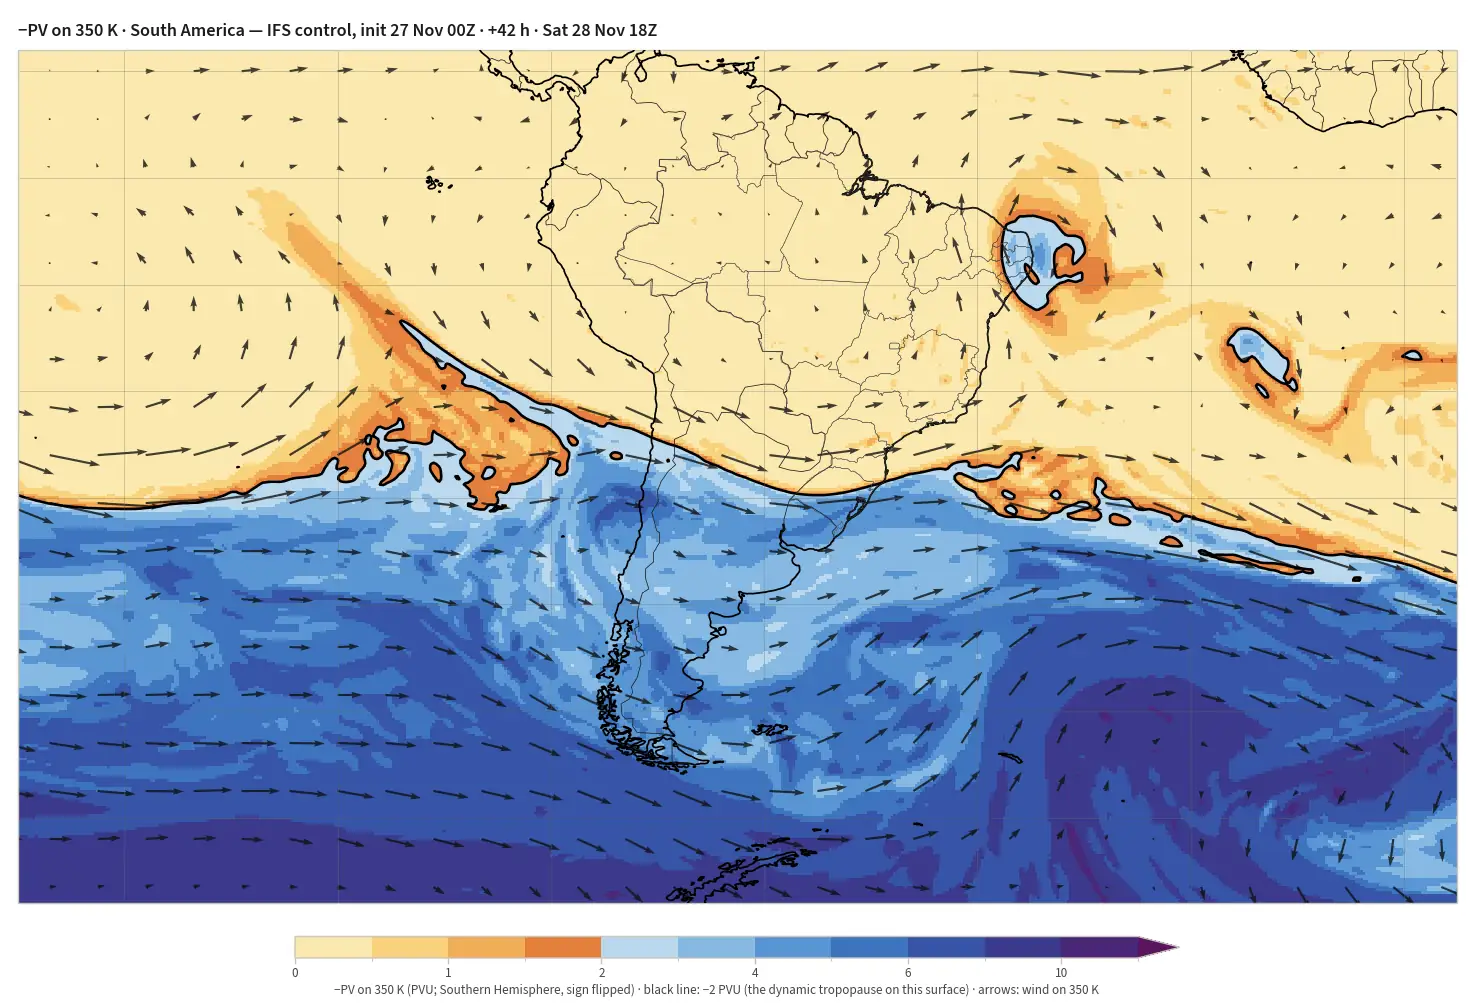 −PV on 350 K · South America — IFS control, init 27 Nov 00Z · +42 h · Sat 28 Nov 18Z
0 1 2 4 6 10
−PV on 350 K (PVU; Southern Hemisphere, sign flipped) · black line: −2 PVU (the dynamic tropopause on this surface) · arrows: wind on 350 K